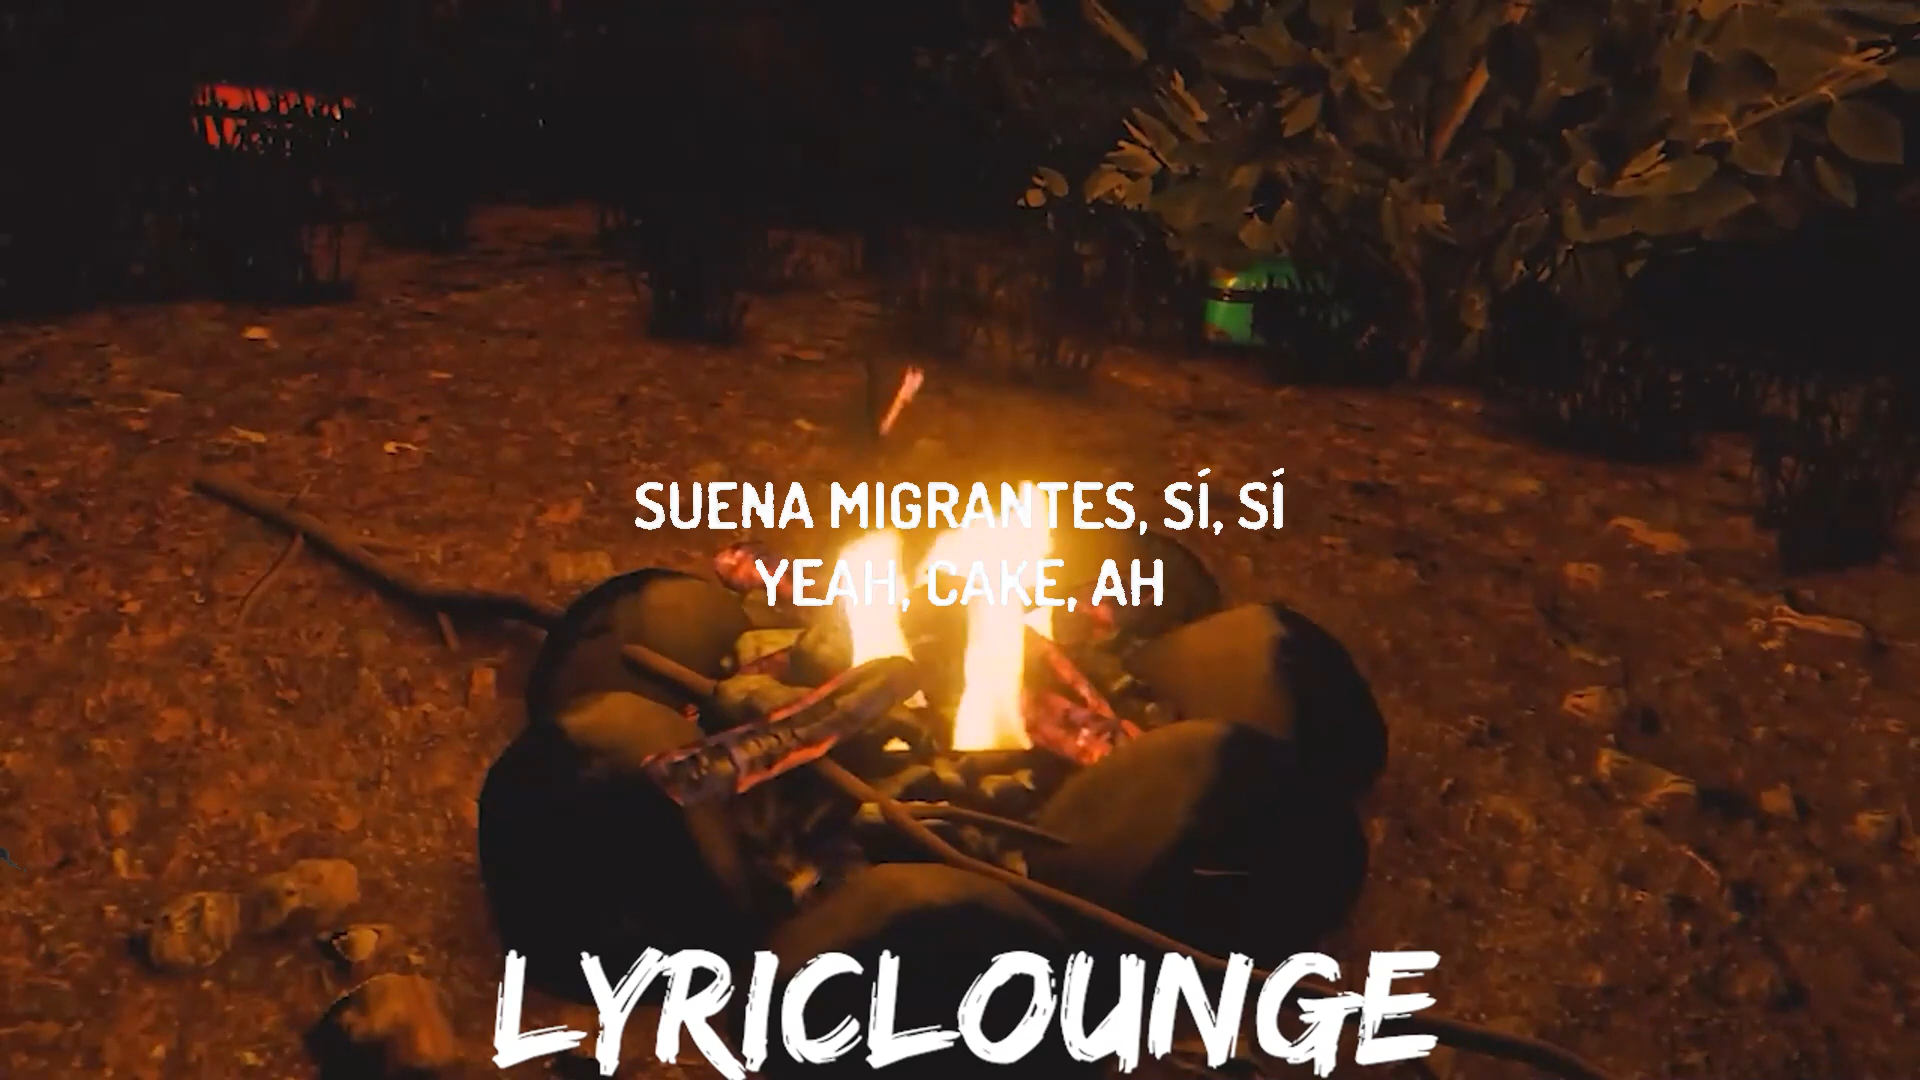 SUENA MIGRANTES, SÍ, SÍ
YEAH, CAKE, AH
LYRICLOUNGE